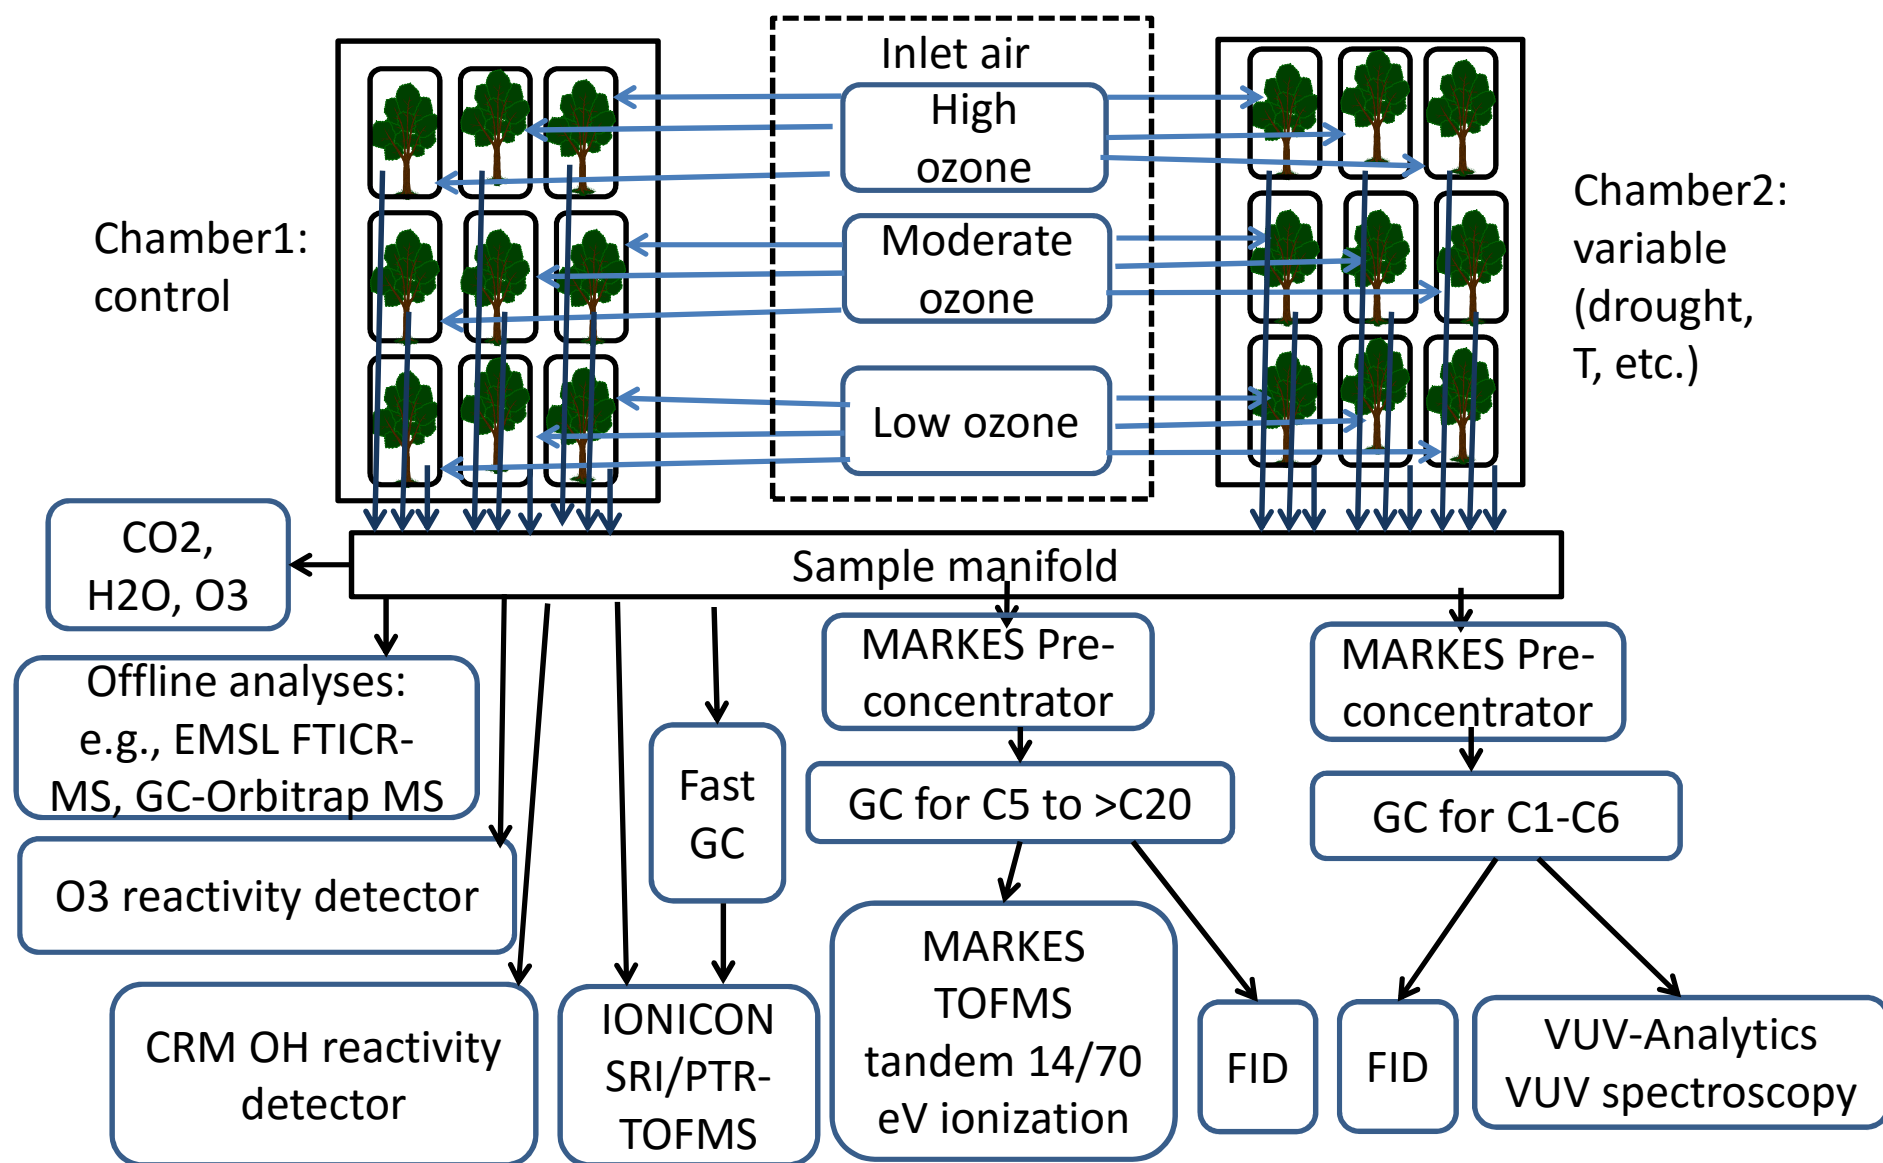 Inlet air
High
ozone
Moderate
ozone
Low ozone
Chamber1:
control
Chamber2:
variable
(drought,
T, etc.)
Sample manifold
CO2,
H2O, O3
Offline analyses:
e.g., EMSL FTICR-
MS, GC-Orbitrap MS
O3 reactivity detector
CRM OH reactivity
detector
Fast
GC
IONICON
SRI/PTR-
TOFMS
MARKES Pre-
concentrator
GC for C5 to >C20
MARKES
TOFMS
tandem 14/70
eV ionization
FID
MARKES Pre-
concentrator
GC for C1-C6
FID
VUV-Analytics
VUV spectroscopy